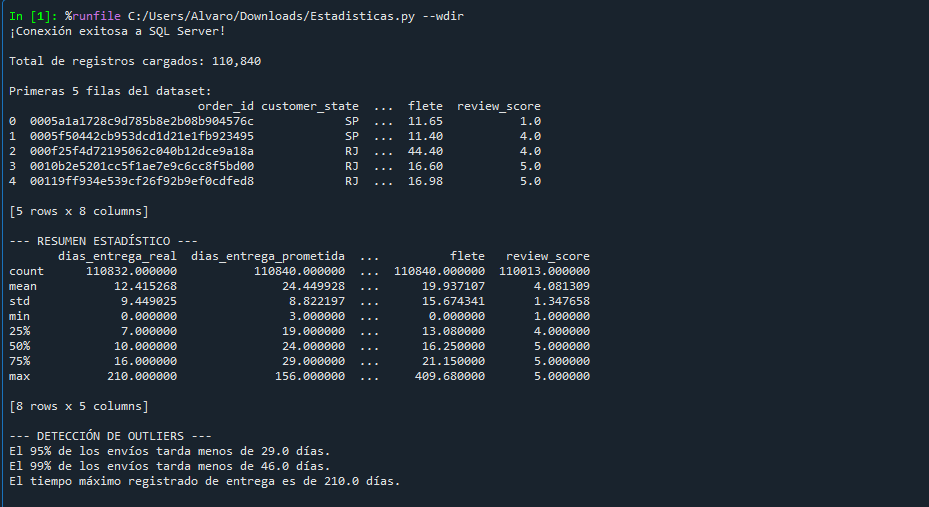 In [1]: %runfile C:/Users/Alvaro/Downloads/Estadisticas.py --wdir
¡Conexión exitosa a SQL Server!
Total de registros cargados: 110,840
Primeras 5 filas del dataset:
order_id customer_state ... flete review_score
0 0005a1a1728c9d785b8e2b08b904576c SP ... 11.65 1.0
1 0005f50442cb953dcd1d21e1fb923495 SP ... 11.40 4.0
2 000f25f4d72195062c040b12dce9a18a RJ ... 44.40 4.0
3 0010b2e5201cc5f1ae7e9c6cc8f5bd00 RJ ... 16.60 5.0
4 00119ff934e539cf26f92b9ef0cdfed8 RJ ... 16.98 5.0
[5 rows x 8 columns]
--- RESUMEN ESTADÍSTICO ---
dias_entrega_real dias_entrega_prometida ... flete review_score
count 110832.000000 110840.000000 ... 110840.000000 110013.000000
mean 12.415268 24.449928 ... 19.937107 4.081309
std 9.449025 8.822197 ... 15.674341 1.347658
min 0.000000 3.000000 ... 0.000000 1.000000
25% 7.000000 19.000000 ... 13.080000 4.000000
50% 10.000000 24.000000 ... 16.250000 5.000000
75% 16.000000 29.000000 ... 21.150000 5.000000
max 210.000000 156.000000 ... 409.680000 5.000000
[8 rows x 5 columns]
--- DETECCIÓN DE OUTLIERS ---
El 95% de los envíos tarda menos de 29.0 días.
El 99% de los envíos tarda menos de 46.0 días.
El tiempo máximo registrado de entrega es de 210.0 días.